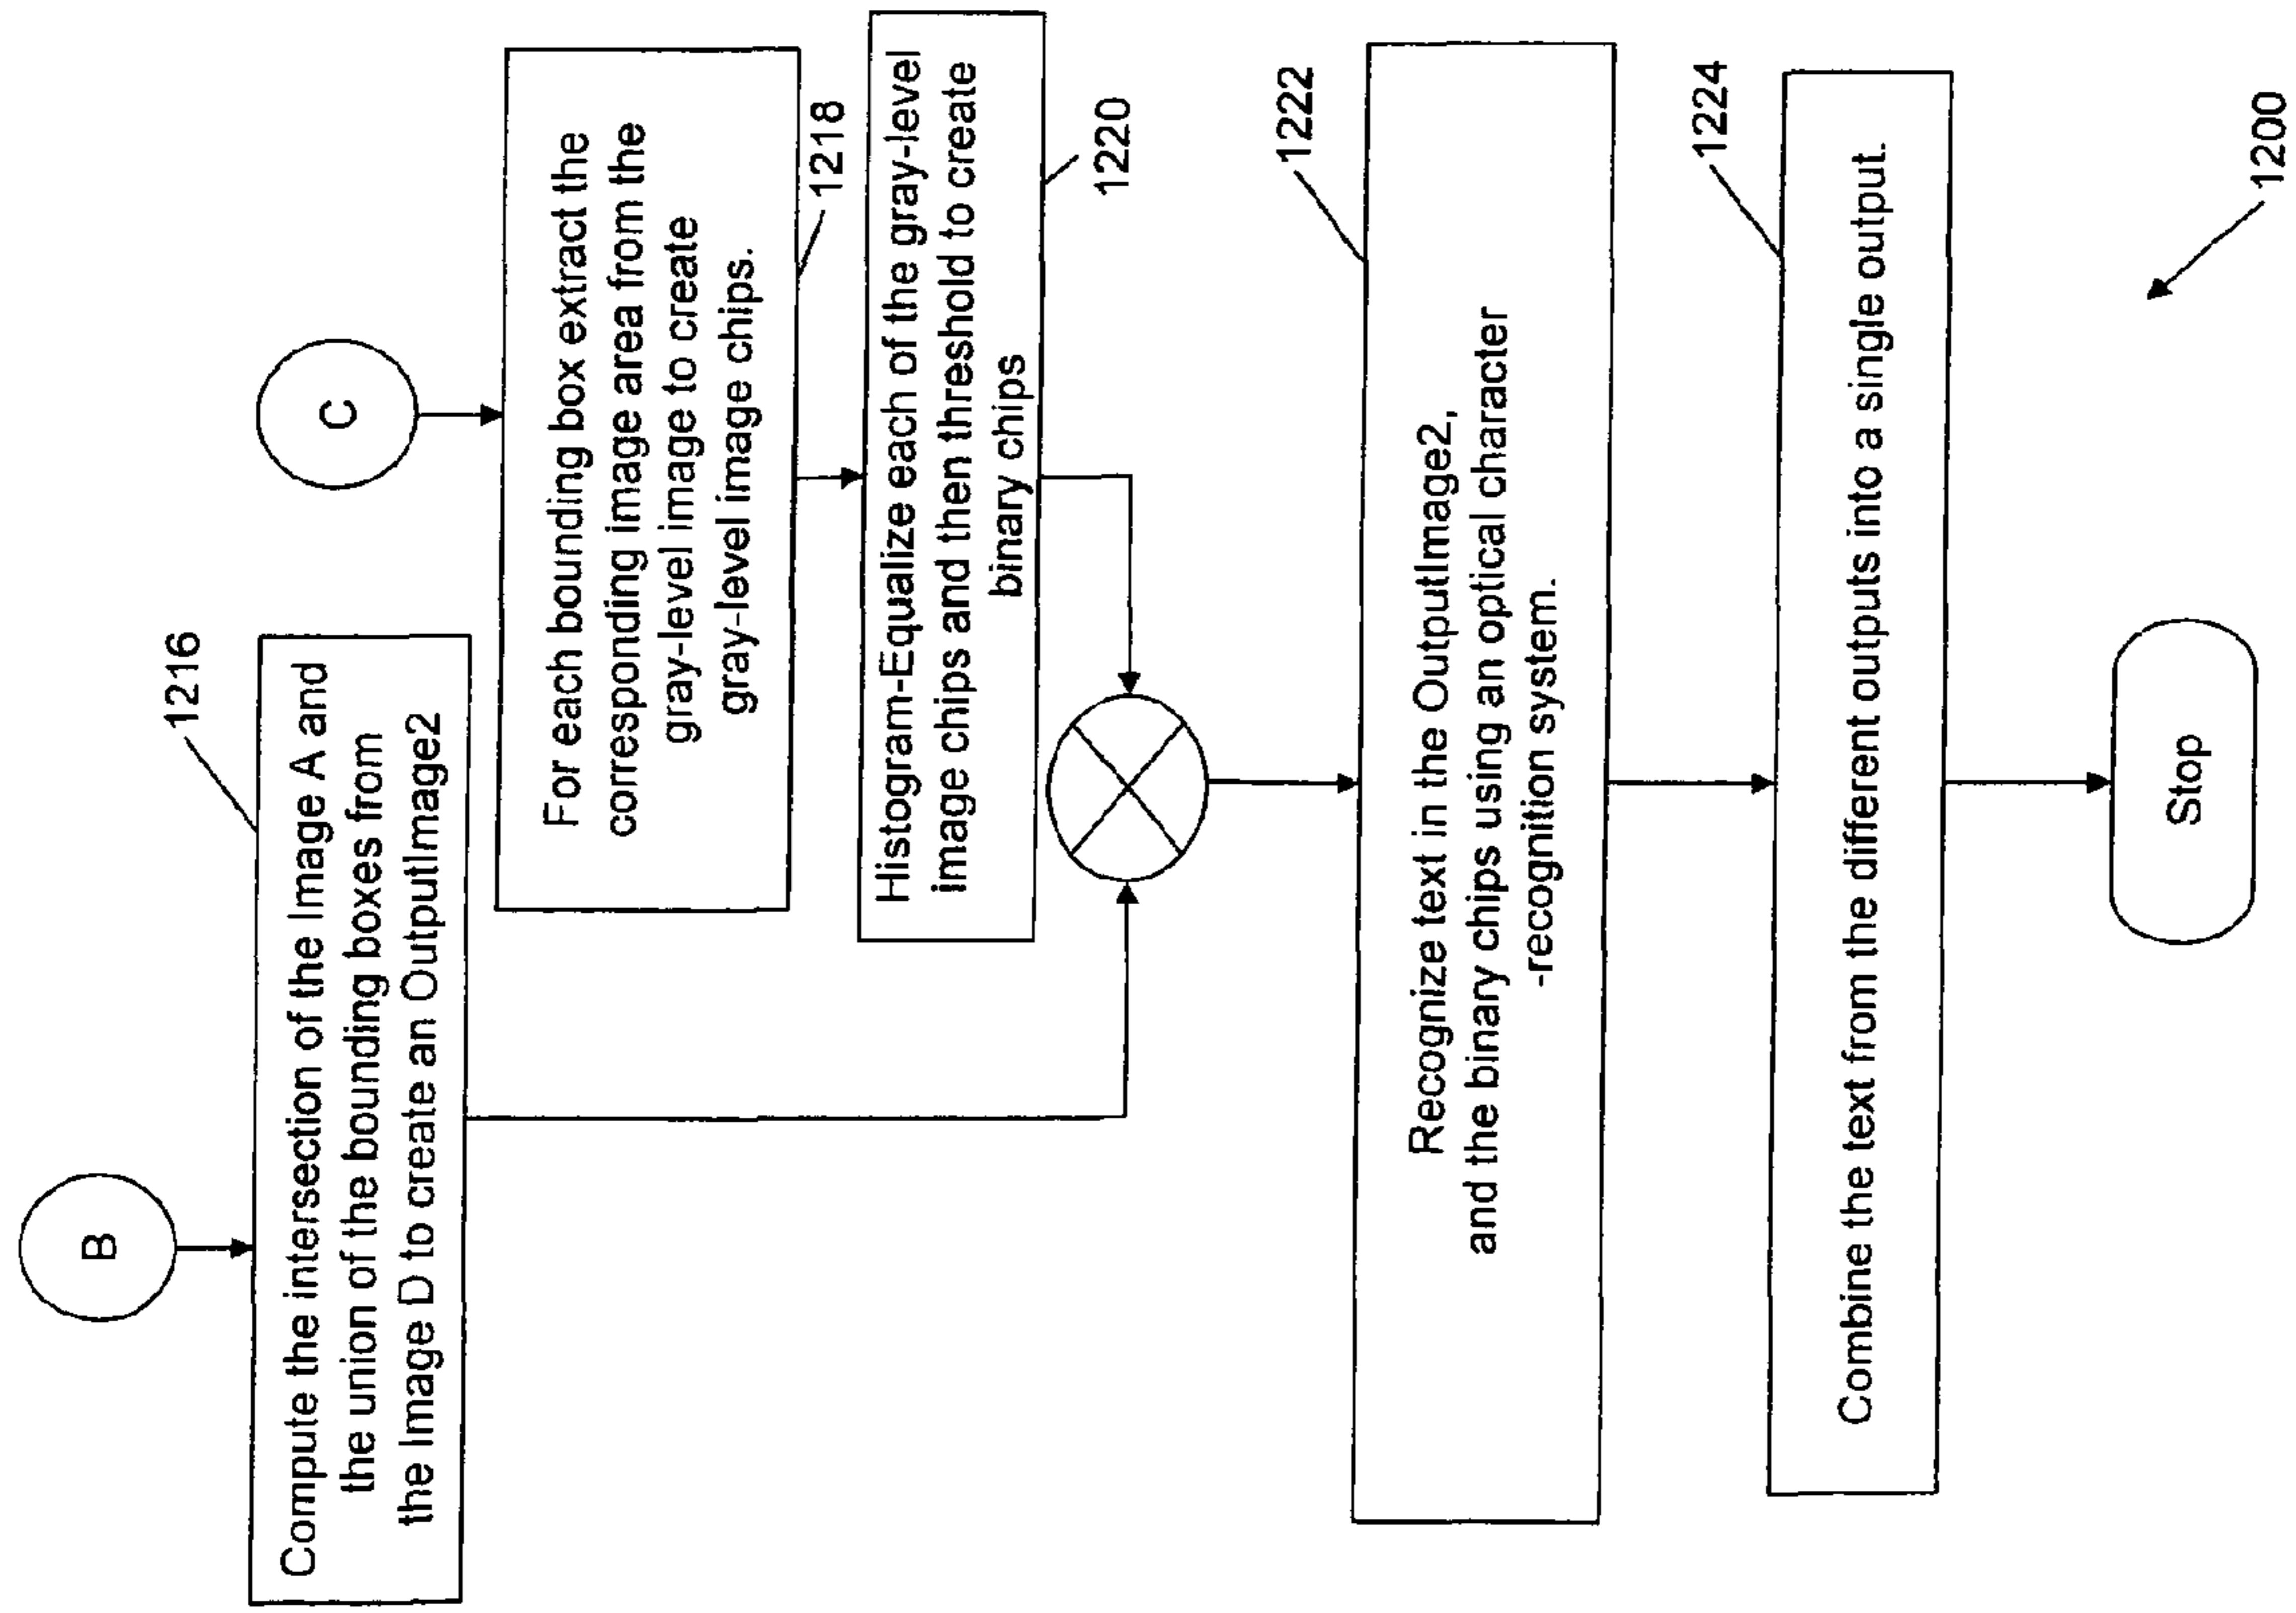 B
1216
Compute the intersection of the Image A and
the union of the bounding boxes from
the Image D to create an OutputImage2
C
For each bounding box extract the
corresponding image area from the
gray-level image to create
gray-level image chips.
1218
Histogram-Equalize each of the gray-level
image chips and then threshold to create
binary chips
1220
1222
Recognize text in the OutputImage2,
and the binary chips using an optical character
-recognition system.
1224
Combine the text from the different outputs into a single output.
Stop
1200